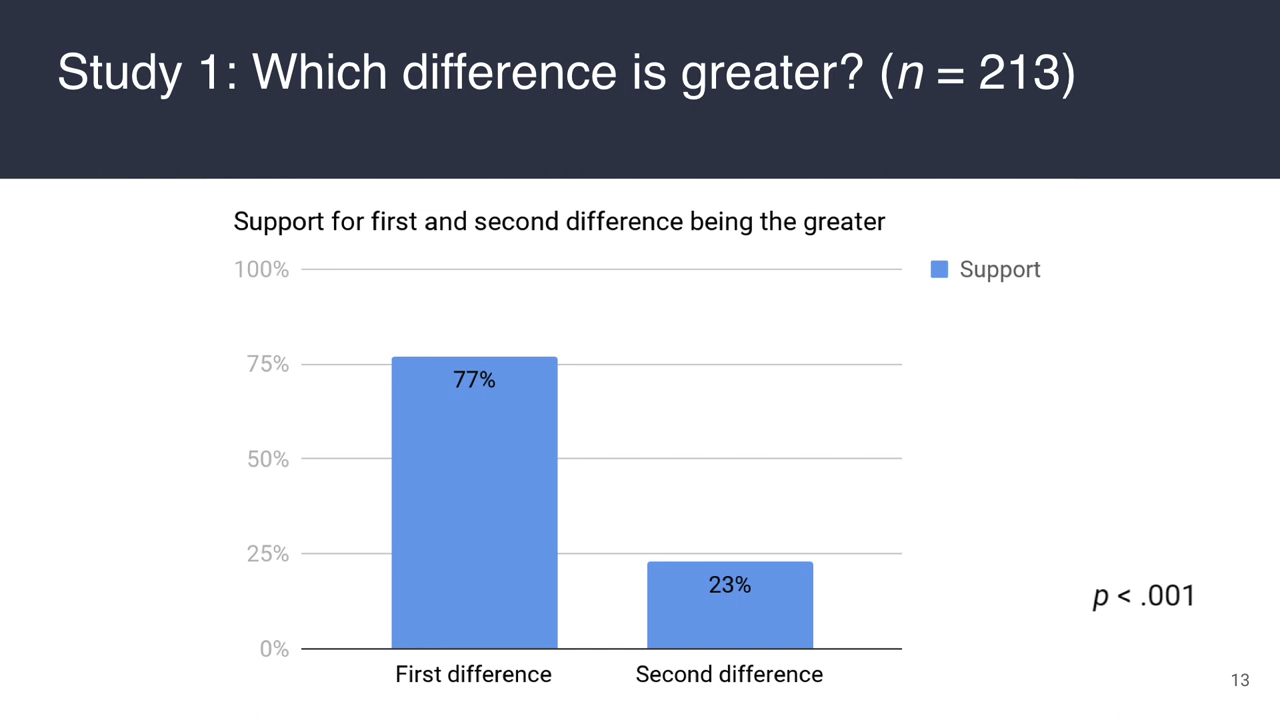 Study 1: Which difference is greater? (n = 213)
Support for first and second difference being the greater
100%
Support
75%
77%
50%
25%
23%
p < .001
0%
First difference
Second difference
13